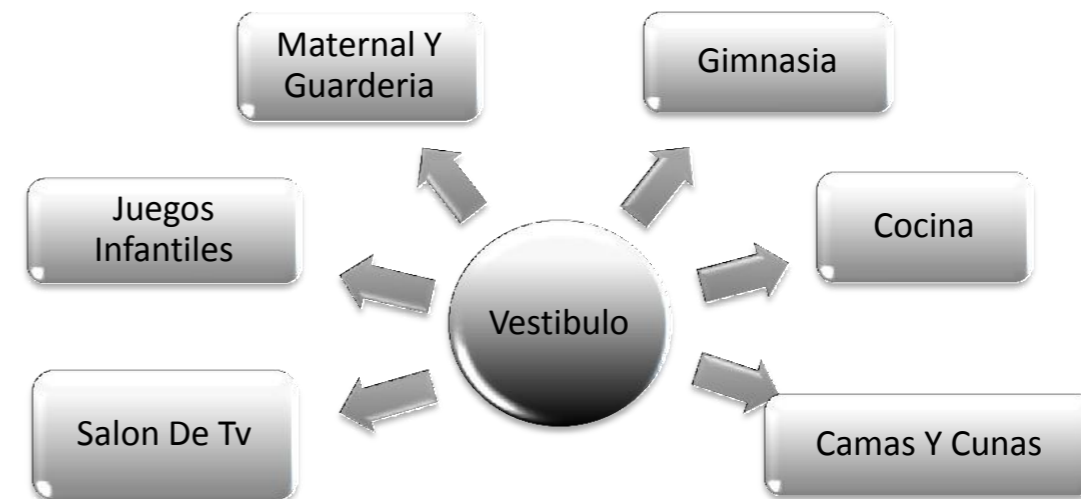 Maternal Y
Guarderia
Gimnasia
Juegos
Infantiles
Cocina
Vestibulo
Salon De Tv
Camas Y Cunas